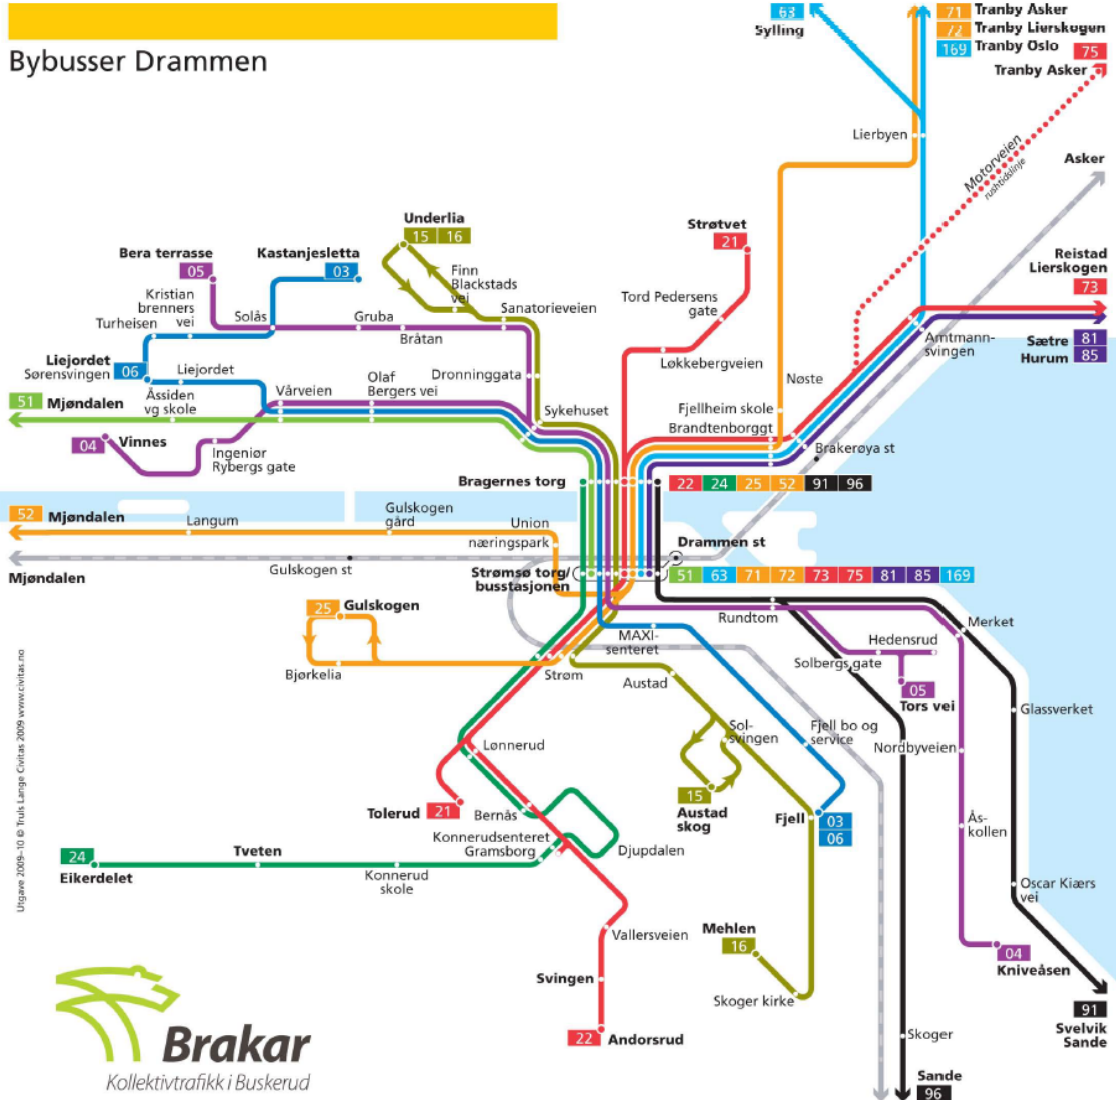 Bybusser Drammen
63
Sylling
71 Tranby Asker
72 Tranby Lierskogen
169 Tranby Oslo
75
Tranby Asker
Lierbyen
Motorveien
rushtidslinje
Asker
Underlia
15 16
Strøtvet
21
Bera terrasse
05
Kastanjesletta
03
Finn
Blackstads
vei
Reistad
Lierskogen
73
Kristian
brenners
vei
Turheisen
Solås
Gruba
Bråtan
Sanatorieveien
Tord Pedersens
gate
Løkkebergveien
Amtmann-
svingen
Sætre 81
Hurum 85
Liejordet
Sørensvingen
06
Liejordet
Åssiden
vg skole
Vårveien
Olaf
Bergers vei
Dronninggata
Nøste
51 Mjøndalen
Sykehuset
Fjellheim skole
Brandtenborggt
Brakerøya st
04 Vinnes
Ingeniør
Rybergs gate
Bragernes torg
22 24 25 52 91 96
52 Mjøndalen
Langum
Gulskogen
gård
Union
næringspark
Drammen st
Mjøndalen
Gulskogen st
Strømsø torg/
busstasjonen
51 63 71 72 73 75 81 85 169
25 Gulskogen
Bjørkelia
Strøm
MAXI-
senteret
Rundtom
Merket
Hedensrud
Solbergs gate
05
Tors vei
Austad
Sol-
svingen
Fjell bo og
service
Glassverket
Nordbyveien
Lønnerud
Tolerud 21
Bernås
15
Austad
skog
Fjell
03
06
Ås-
kollen
Konnerudsenteret
Gramsborg
Djupdalen
24
Eikerdelet
Tveten
Konnerud
skole
Oscar Kiærs
vei
Vallersveien
Mehlen
16
04
Kniveåsen
Svingen
Skoger kirke
22 Andorsrud
Skoger
91
Svelvik
Sande
Sande
96
Utgave 2009-10 © Truls Lange Civitas 2009 www.civitas.no
Brakar
Kollektivtrafikk i Buskerud